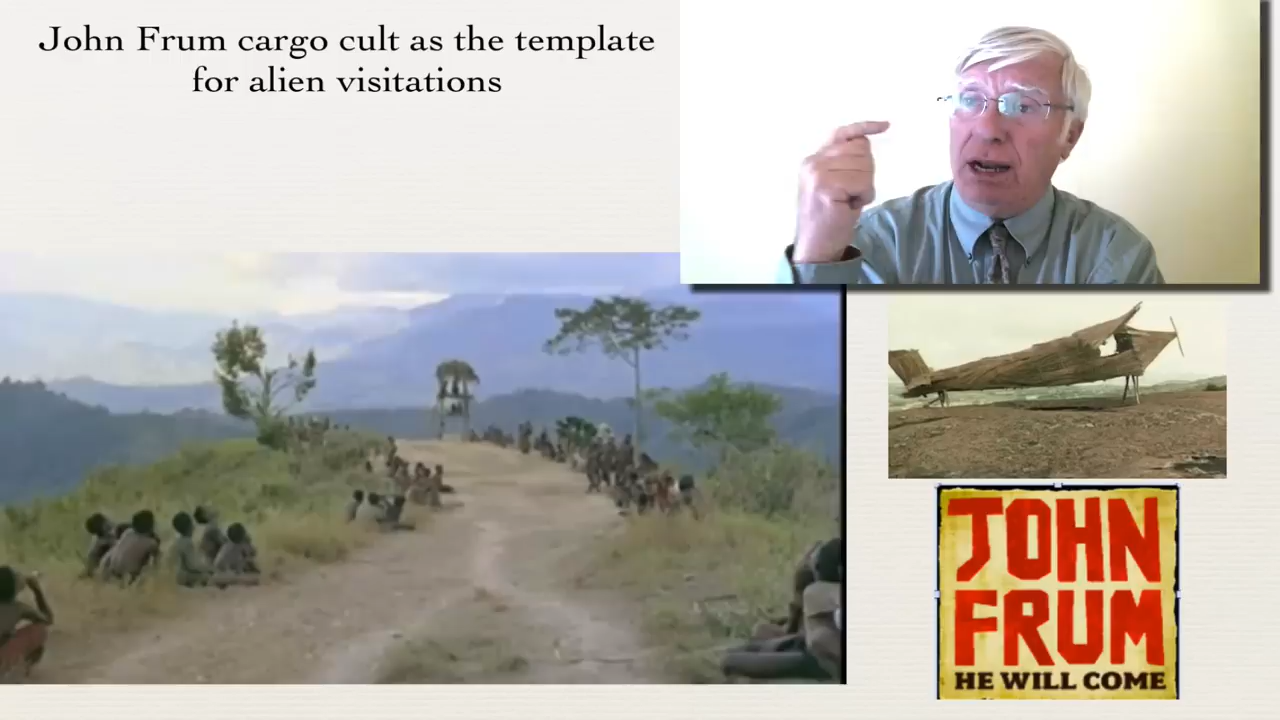 John Frum cargo cult as the template
for alien visitations
JOHN
FRUM
HE WILL COME